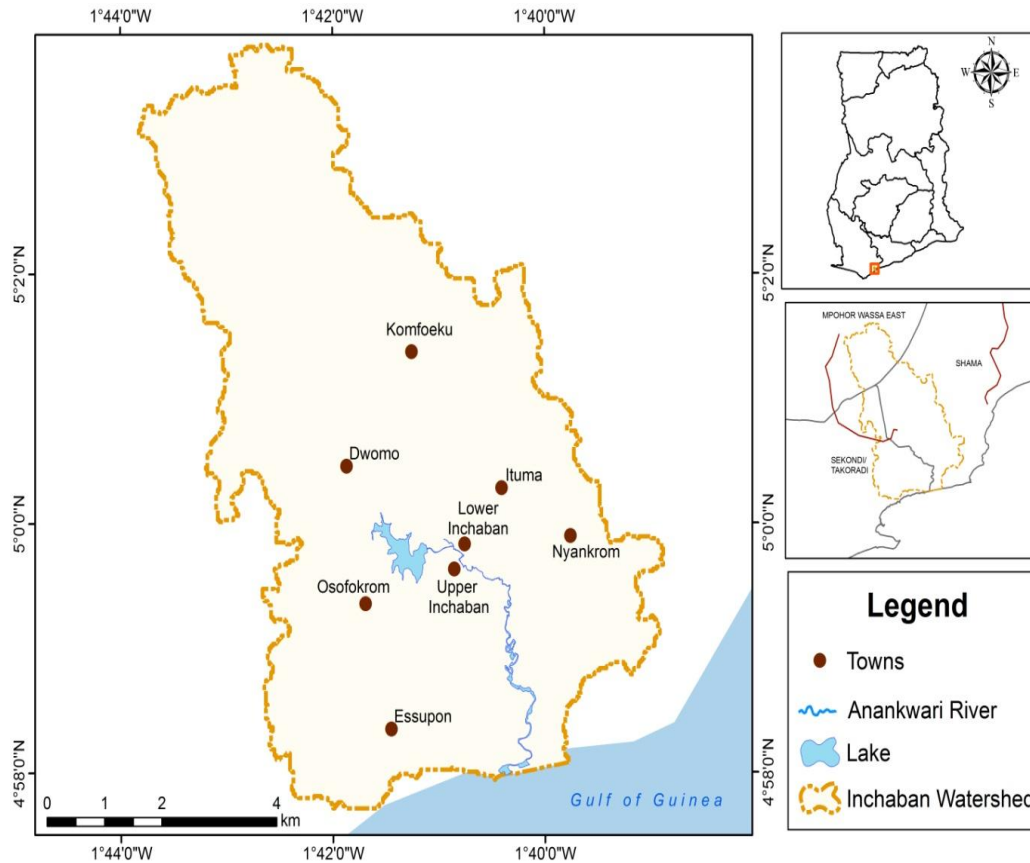 1°44'0"W 1°42'0"W 1°40'0"W
5°2'0"N
5°0'0"N
4°58'0"N
Komfoeku
Dwomo
Ituma
Lower
Inchaban
Nyankrom
Upper
Inchaban
Osofokrom
Essupon
Gulf of Guinea
0 1 2 4
km
1°44'0"W 1°42'0"W 1°40'0"W
5°2'0"N
5°0'0"N
4°58'0"N
N
W E
S
MPOHOR WASSA EAST
SHAMA
SEKONDI/
TAKORADI
Legend
Towns
Anankwari River
Lake
Inchaban Watershed